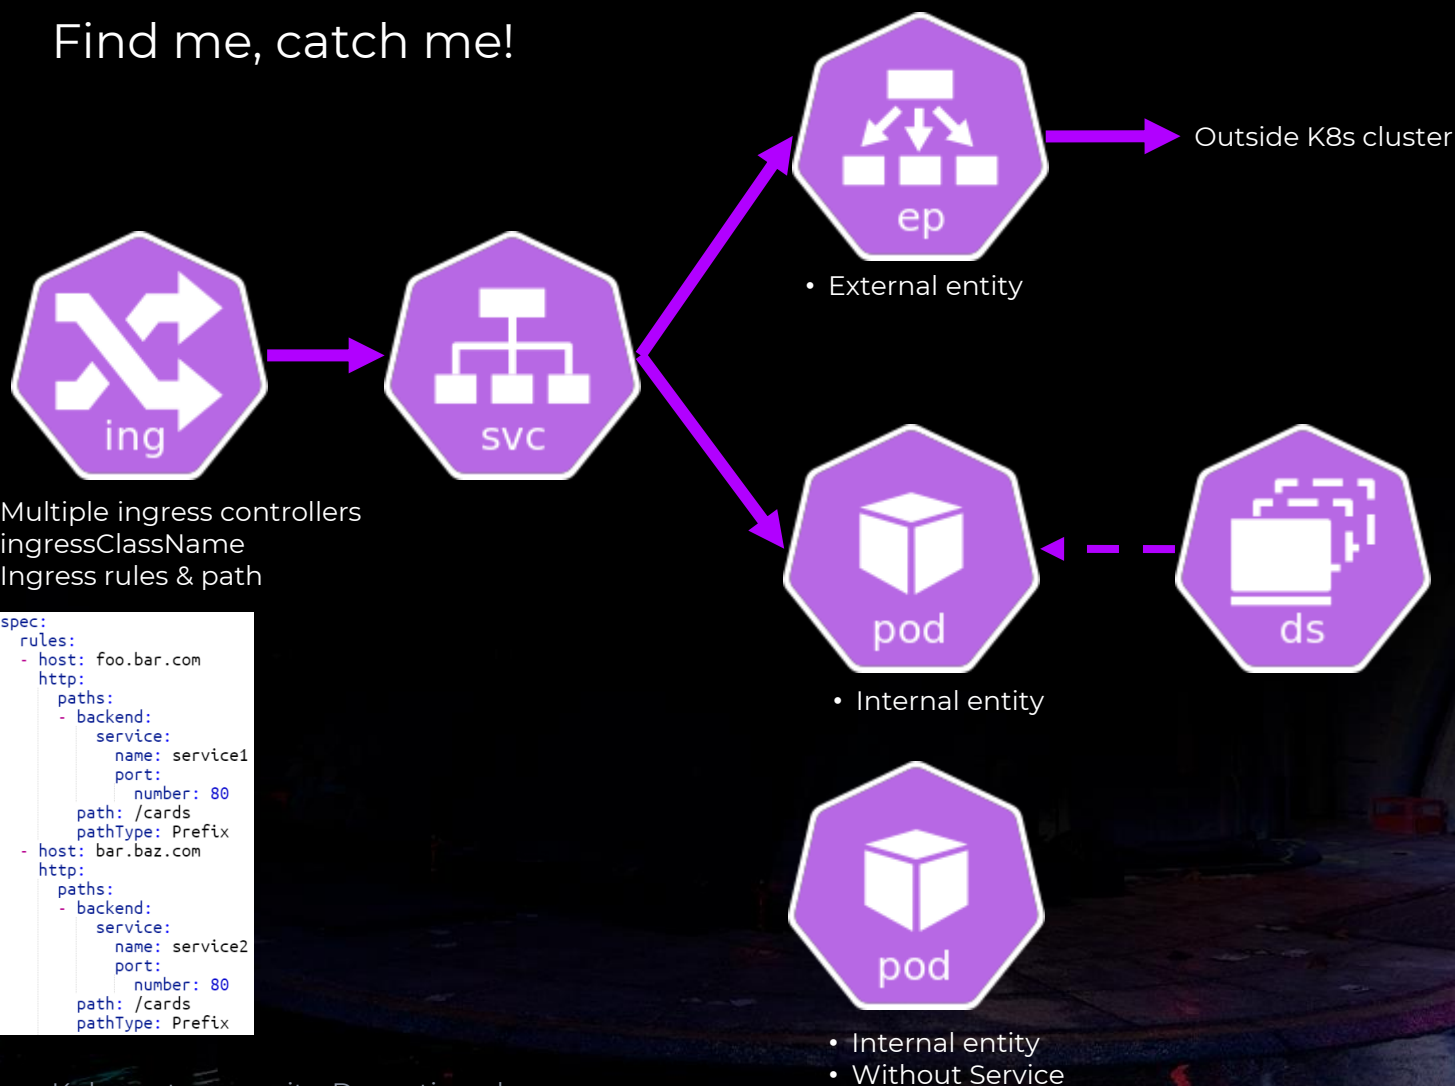 Find me, catch me!
ep
Outside K8s cluster
• External entity
ing
svc
Multiple ingress controllers
ingressClassName
Ingress rules & path
pod
ds
• Internal entity
spec:
  rules:
  - host: foo.bar.com
    http:
      paths:
      - backend:
          service:
            name: service1
            port:
              number: 80
        path: /cards
        pathType: Prefix
  - host: bar.baz.com
    http:
      paths:
      - backend:
          service:
            name: service2
            port:
              number: 80
        path: /cards
        pathType: Prefix
pod
• Internal entity
• Without Service